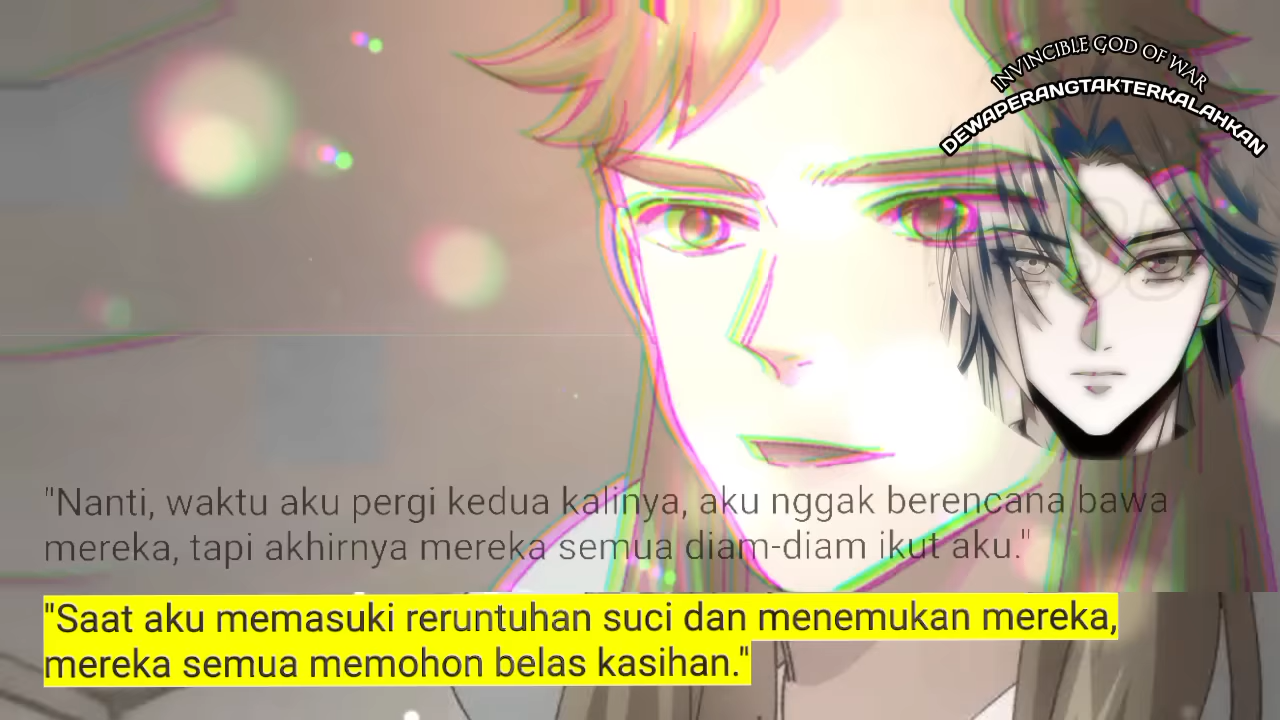 INVINCIBLE GOD OF WAR
DEWAPERANGTAKTERKALAHKAN
"Nanti, waktu aku pergi kedua kalinya, aku nggak berencana bawa
mereka, tapi akhirnya mereka semua diam-diam ikut aku."
"Saat aku memasuki reruntuhan suci dan menemukan mereka,
mereka semua memohon belas kasihan."